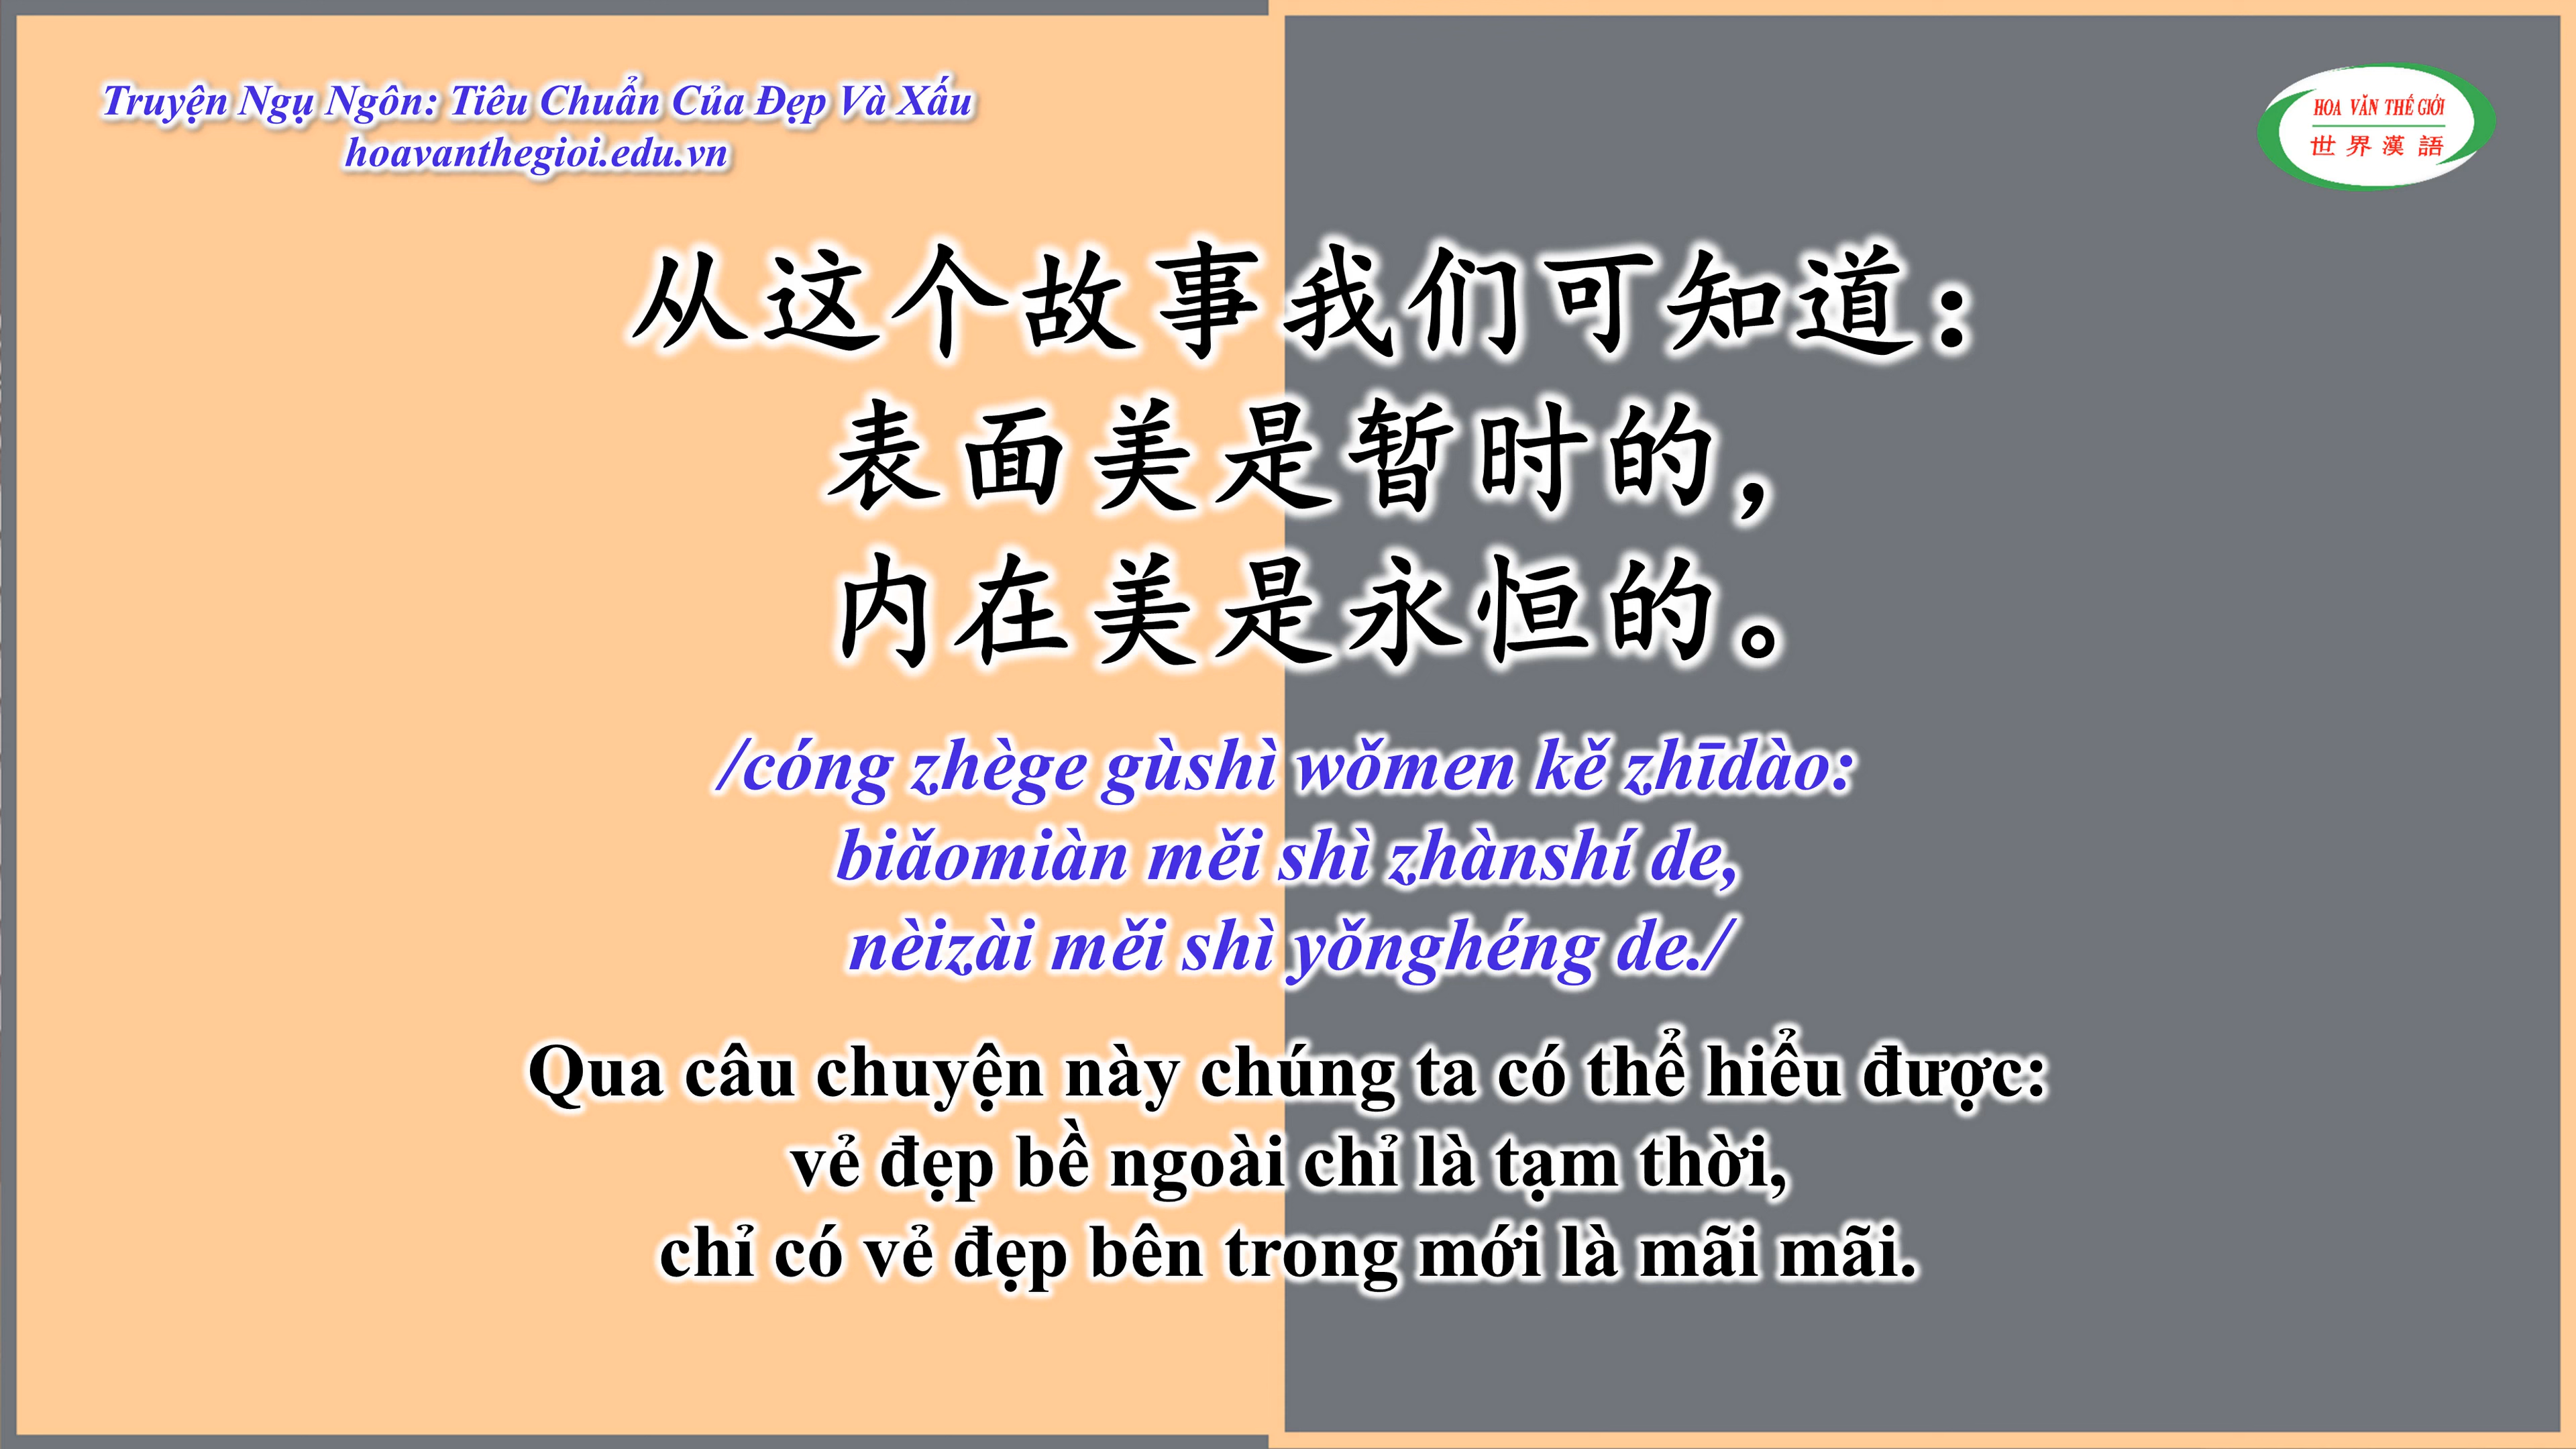 Truyện Ngụ Ngôn: Tiêu Chuẩn Của Đẹp Và Xấu
hoavanthegioi.edu.vn
HOA VĂN THẾ GIỚI
世界漢語
从这个故事我们可知道：
表面美是暂时的，
内在美是永恒的。
/cóng zhège gùshì wǒmen kě zhīdào:
biǎomiàn měi shì zhànshí de,
nèizài měi shì yǒnghéng de./
Qua câu chuyện này chúng ta có thể hiểu được:
vẻ đẹp bề ngoài chỉ là tạm thời,
chỉ có vẻ đẹp bên trong mới là mãi mãi.